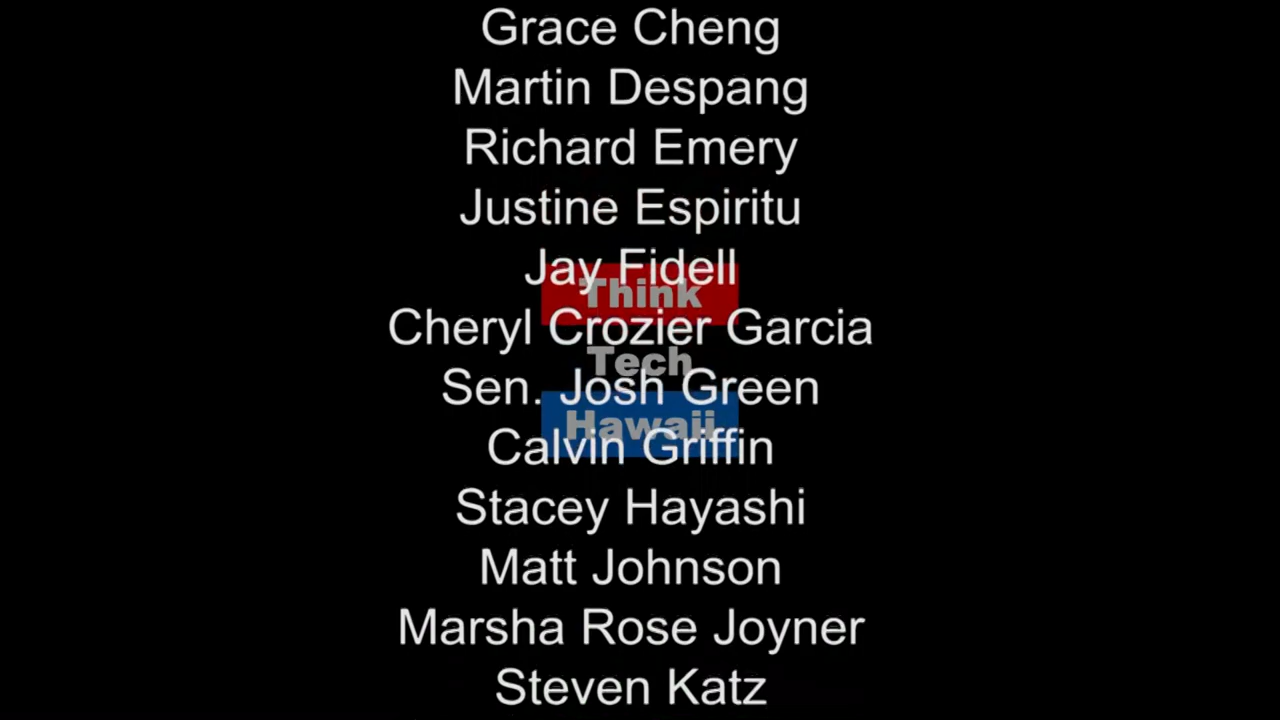 Grace Cheng
Martin Despang
Richard Emery
Justine Espiritu
Jay Fidell
Think
Cheryl Crozier Garcia
Tech
Sen. Josh Green
Hawaii
Calvin Griffin
Stacey Hayashi
Matt Johnson
Marsha Rose Joyner
Steven Katz